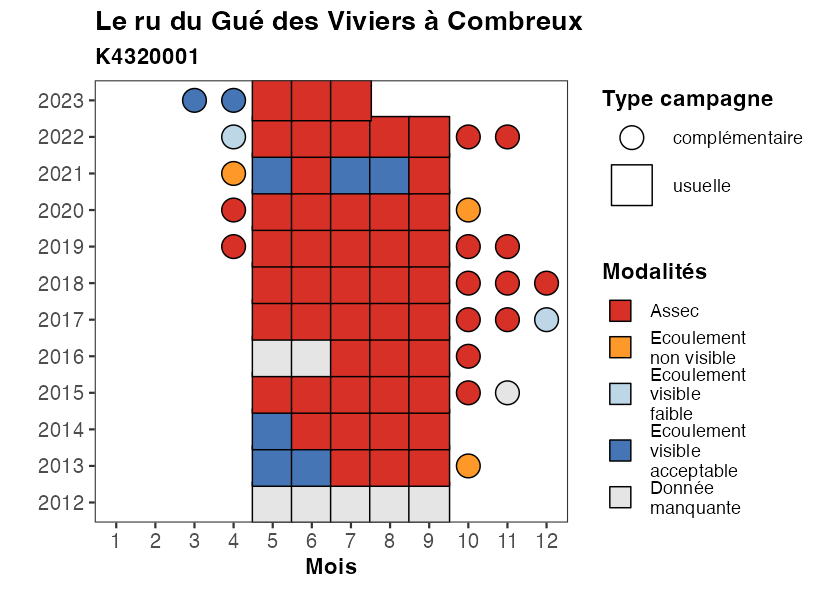 Le ru du Gué des Viviers à Combreux
K4320001
2023
2022
2021
2020
2019
2018
2017
2016
2015
2014
2013
2012
1 2 3 4 5 6 7 8 9 10 11 12
Mois
Type campagne
complémentaire
usuelle
Modalités
Assec
Ecoulement
non visible
Ecoulement
visible
faible
Ecoulement
visible
acceptable
Donnée
manquante